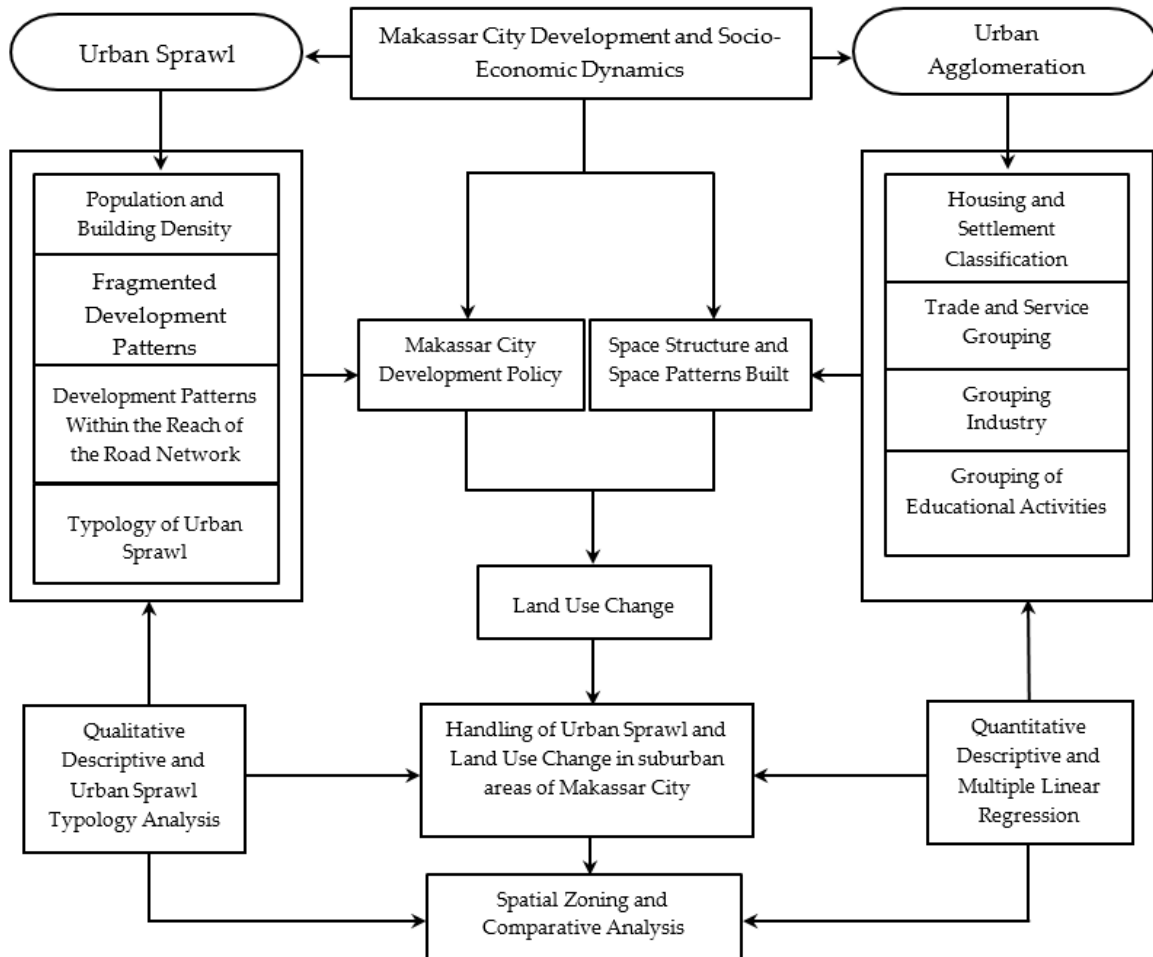 Urban Sprawl
Makassar City Development and Socio-
Economic Dynamics
Urban
Agglomeration
Population and
Building Density
Fragmented
Development
Patterns
Development Patterns
Within the Reach of
the Road Network
Typology of Urban
Sprawl
Makassar City
Development Policy
Space Structure and
Space Patterns Built
Housing and
Settlement
Classification
Trade and Service
Grouping
Grouping
Industry
Grouping of
Educational Activities
Land Use Change
Qualitative
Descriptive and
Urban Sprawl
Typology Analysis
Handling of Urban Sprawl and
Land Use Change in suburban
areas of Makassar City
Quantitative
Descriptive and
Multiple Linear
Regression
Spatial Zoning and
Comparative Analysis